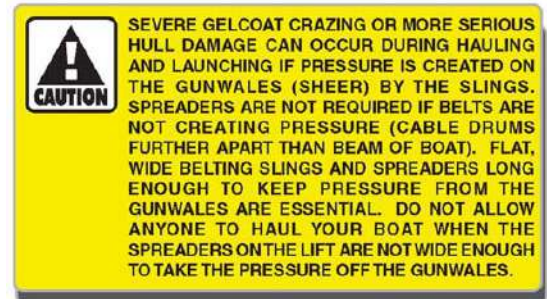 CAUTION
SEVERE GELCOAT CRAZING OR MORE SERIOUS
HULL DAMAGE CAN OCCUR DURING HAULING
AND LAUNCHING IF PRESSURE IS CREATED ON
THE GUNWALES (SHEER) BY THE SLINGS.
SPREADERS ARE NOT REQUIRED IF BELTS ARE
NOT CREATING PRESSURE (CABLE DRUMS
FURTHER APART THAN BEAM OF BOAT). FLAT,
WIDE BELTING SLINGS AND SPREADERS LONG
ENOUGH TO KEEP PRESSURE FROM THE
GUNWALES ARE ESSENTIAL. DO NOT ALLOW
ANYONE TO HAUL YOUR BOAT WHEN THE
SPREADERS ON THE LIFT ARE NOT WIDE ENOUGH
TO TAKE THE PRESSURE OFF THE GUNWALES.